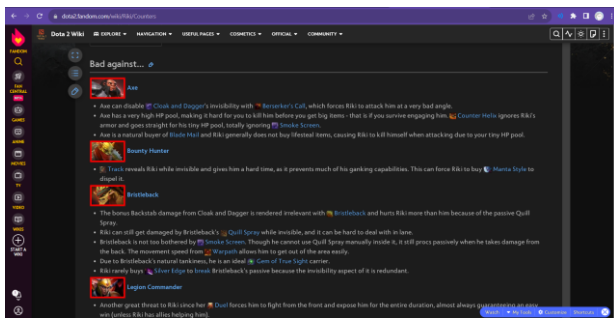 dota2.fandom.com/wiki/Riki/Counters
Dota 2 Wiki EXPLORE NAVIGATION USEFUL PAGES COSMETICS OFFICIAL COMMUNITY
FANDOM
FAN CENTRAL
BETA
GAMES
ANIME
MOVIES
TV
VIDEO
WIKIS
START A WIKI
Bad against...
Axe
• Axe can disable Cloak and Dagger's invisibility with Berserker's Call, which forces Riki to attack him at a very bad angle.
• Axe has a very high HP pool, making it hard for you to kill him before you get big items - that is if you survive engaging him. Counter Helix ignores Riki's
armor and goes straight for his tiny HP pool, totally ignoring Smoke Screen.
• Axe is a natural buyer of Blade Mail and Riki generally does not buy lifesteal items, causing Riki to kill himself when attacking due to your tiny HP pool.
Bounty Hunter
• Track reveals Riki while invisible and gives him a hard time, as it prevents much of his ganking capabilities. This can force Riki to buy Manta Style to
dispel it.
Bristleback
• The bonus Backstab damage from Cloak and Dagger is rendered irrelevant with Bristleback and hurts Riki more than him because of the passive Quill
Spray.
• Riki can still get damaged by Bristleback's Quill Spray while invisible, and it can be hard to deal with in lane.
• Bristleback is not too bothered by Smoke Screen. Though he cannot use Quill Spray manually inside it, it still procs passively when he takes damage from
the back. The movement speed from Warpath allows him to get out of the area easily.
• Due to Bristleback's natural tankiness, he is an ideal Gem of True Sight carrier.
• Riki rarely buys Silver Edge to break Bristleback's passive because the invisibility aspect of it is redundant.
Legion Commander
• Another great threat to Riki since her Duel forces him to fight from the front and expose him for the entire duration, almost always guaranteeing an easy
win (unless Riki has allies helping him).
Watch My Tools Customize Shortcuts